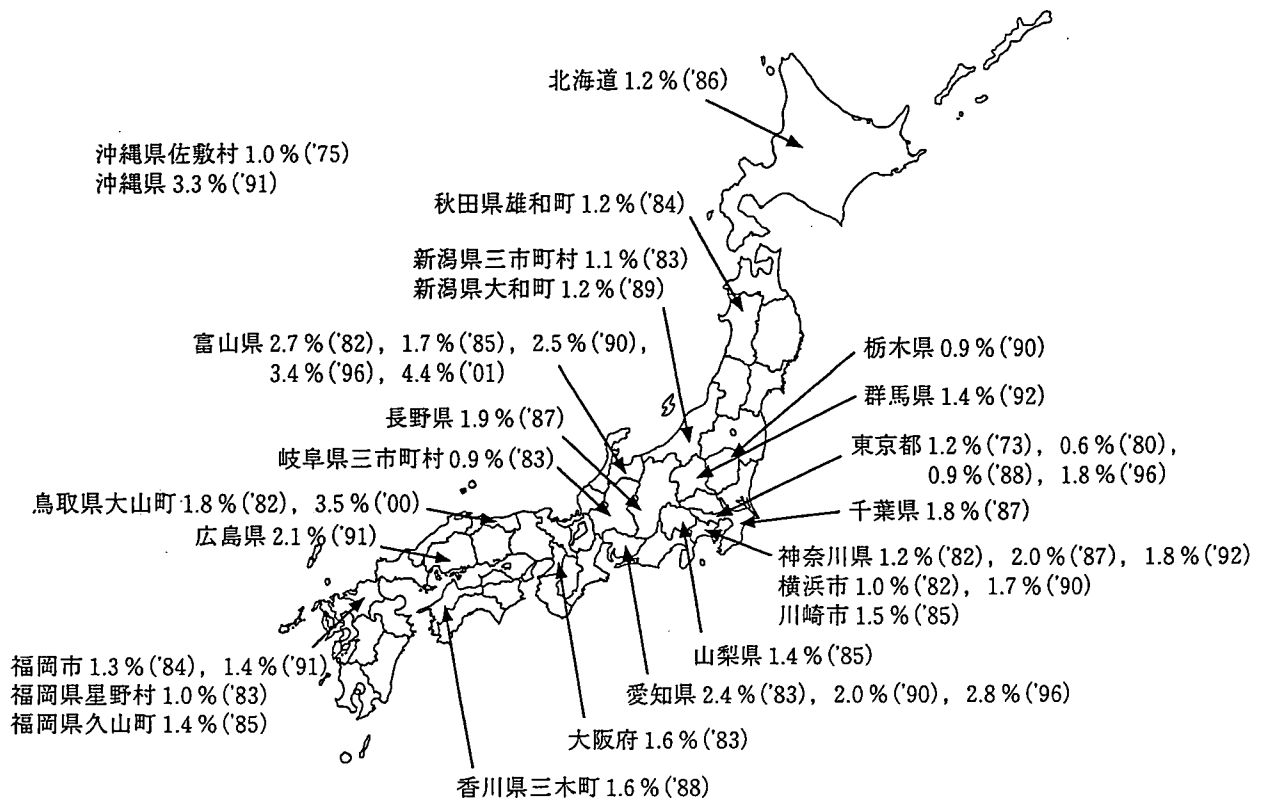 北海道 1.2 % ('86)
沖縄県佐敷村 1.0 % ('75)
沖縄県 3.3 % ('91)
秋田県雄和町 1.2 % ('84)
新潟県三市町村 1.1 % ('83)
新潟県大和町 1.2 % ('89)
富山県 2.7 % ('82), 1.7 % ('85), 2.5 % ('90),
3.4 % ('96), 4.4 % ('01)
栃木県 0.9 % ('90)
群馬県 1.4 % ('92)
長野県 1.9 % ('87)
東京都 1.2 % ('73), 0.6 % ('80),
0.9 % ('88), 1.8 % ('96)
岐阜県三市町村 0.9 % ('83)
鳥取県大山町 1.8 % ('82), 3.5 % ('00)
千葉県 1.8 % ('87)
広島県 2.1 % ('91)
神奈川県 1.2 % ('82), 2.0 % ('87), 1.8 % ('92)
横浜市 1.0 % ('82), 1.7 % ('90)
川崎市 1.5 % ('85)
山梨県 1.4 % ('85)
福岡市 1.3 % ('84), 1.4 % ('91)
福岡県星野村 1.0 % ('83)
福岡県久山町 1.4 % ('85)
愛知県 2.4 % ('83), 2.0 % ('90), 2.8 % ('96)
大阪府 1.6 % ('83)
香川県三木町 1.6 % ('88)